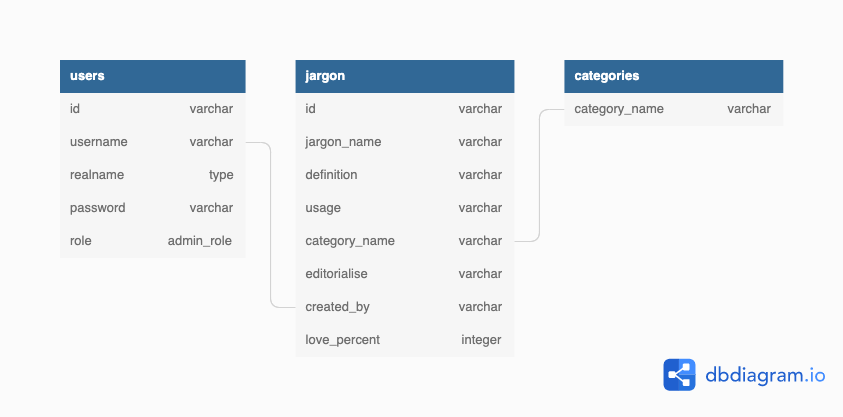 users
id varchar
username varchar
realname type
password varchar
role admin_role
jargon
id varchar
jargon_name varchar
definition varchar
usage varchar
category_name varchar
editorialise varchar
created_by varchar
love_percent integer
categories
category_name varchar
dbdiagram.io